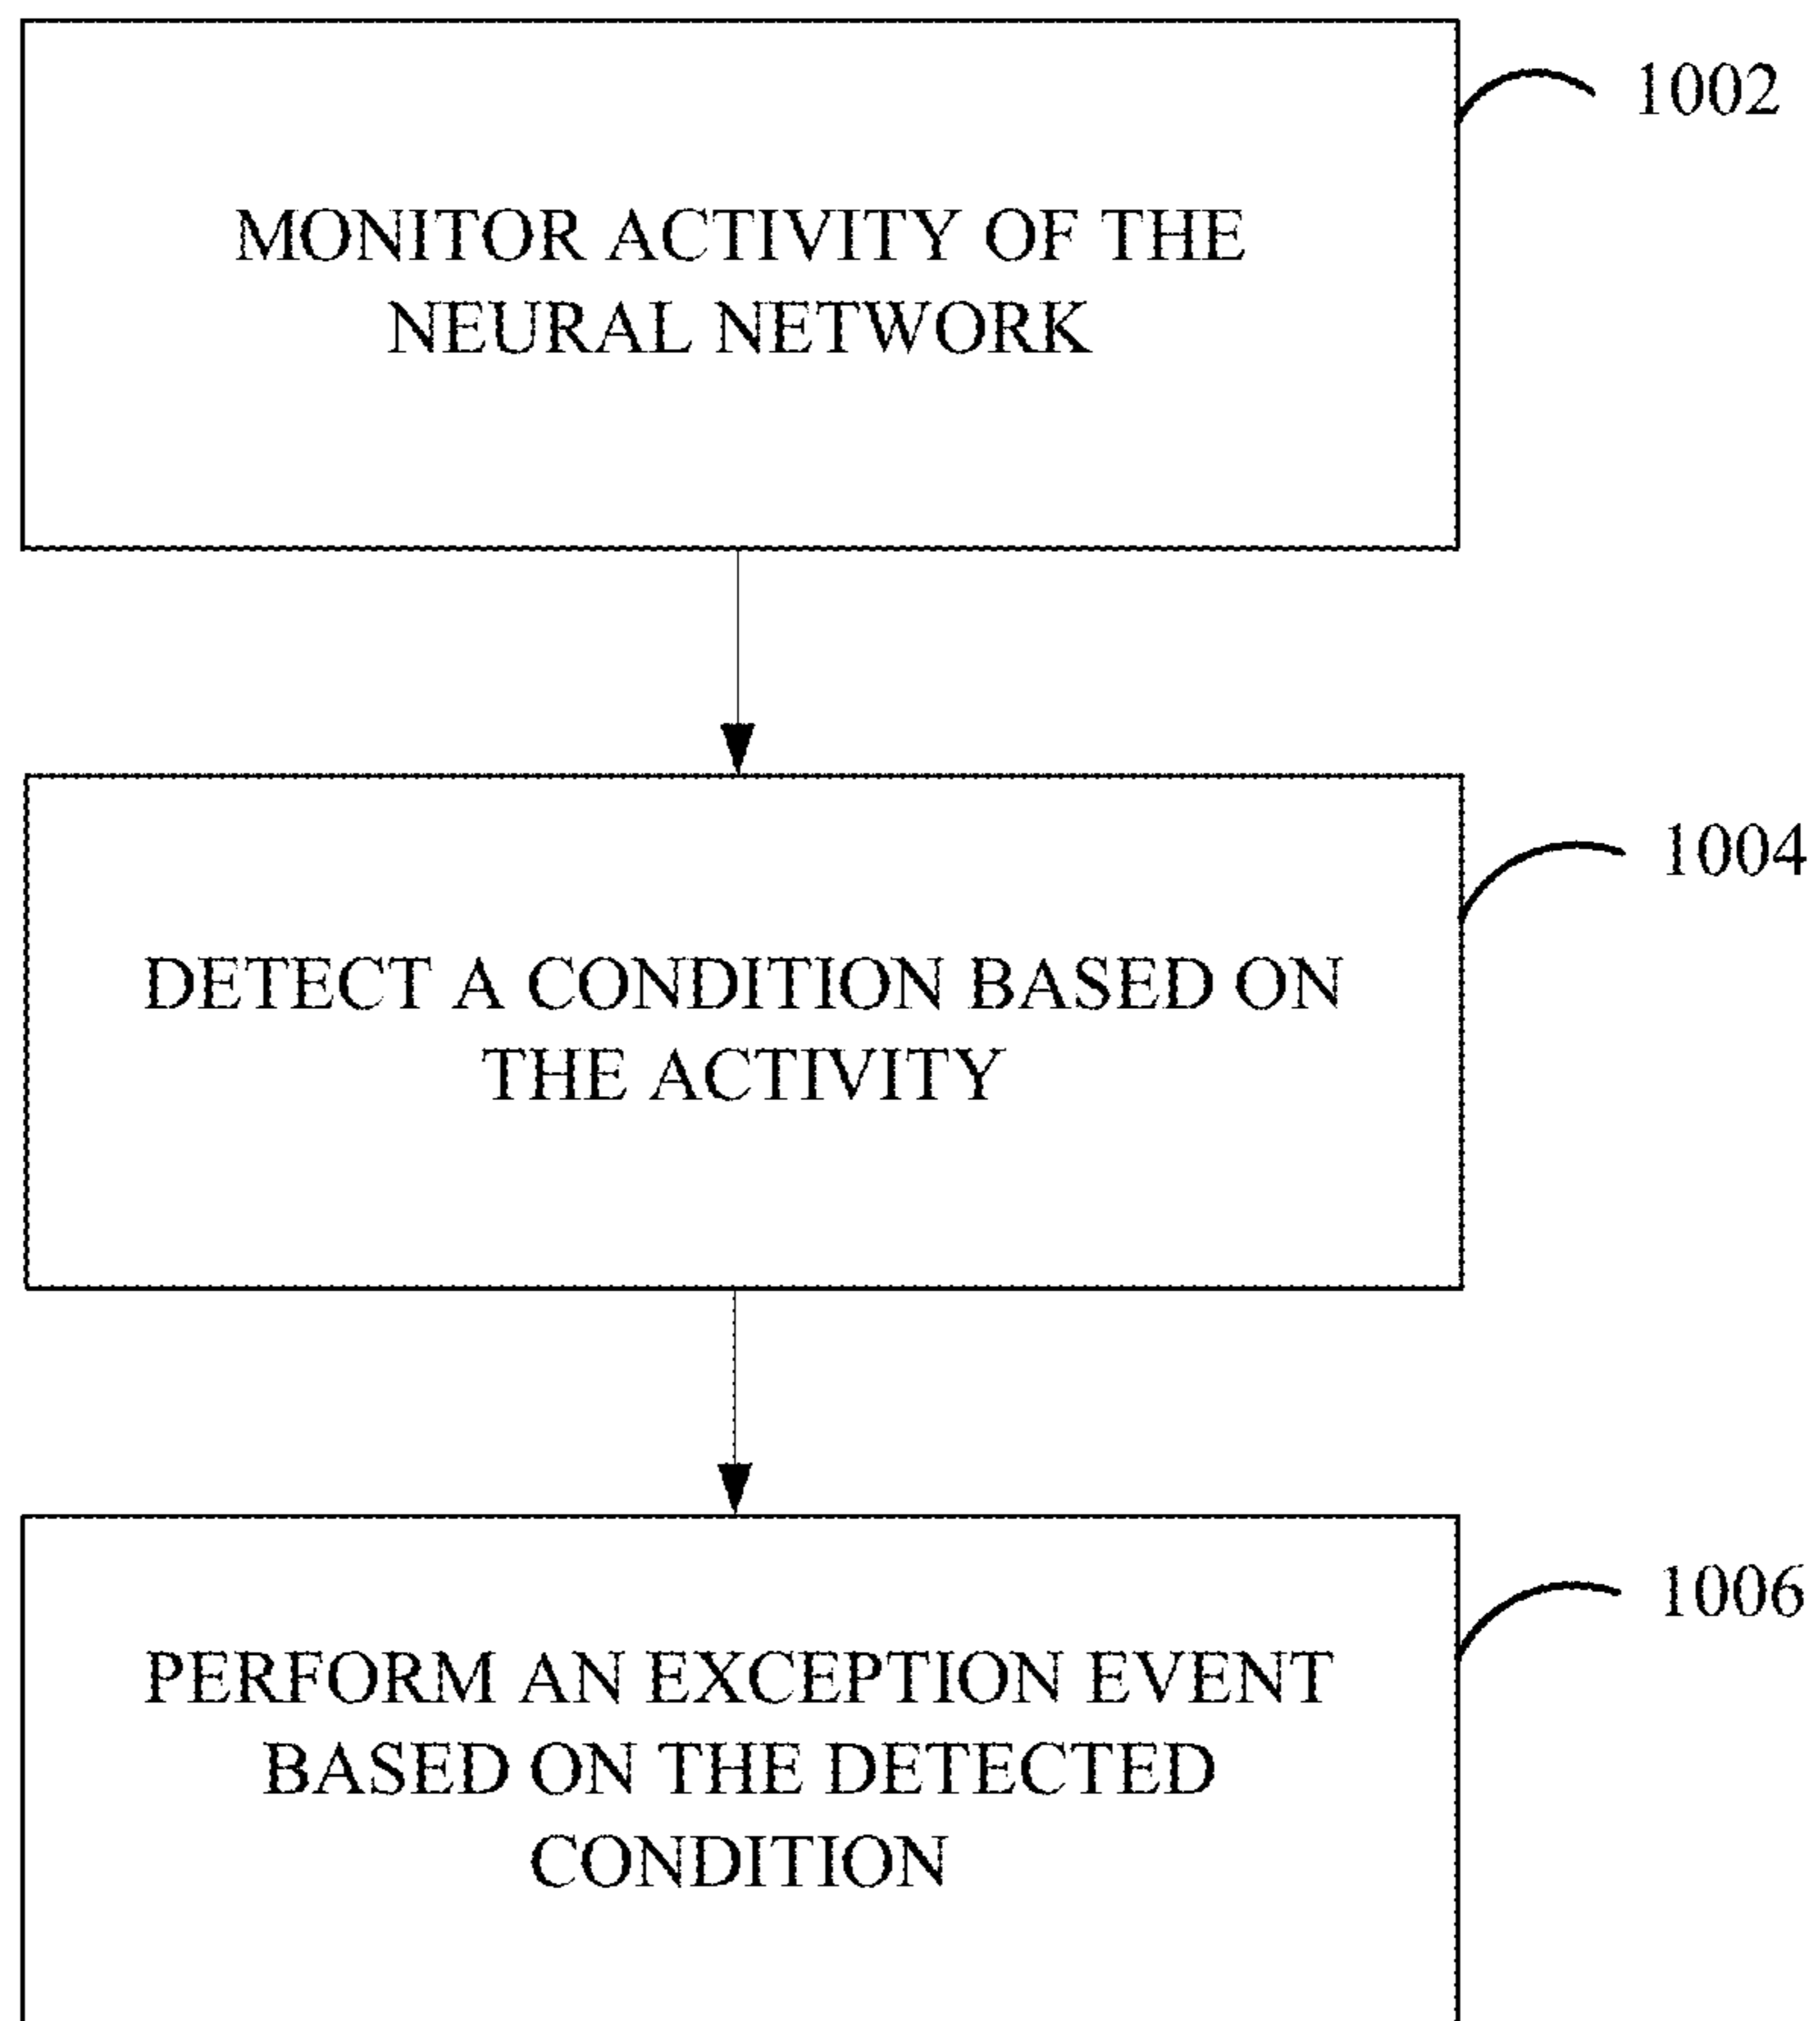 1002
MONITOR ACTIVITY OF THE
NEURAL NETWORK
1004
DETECT A CONDITION BASED ON
THE ACTIVITY
1006
PERFORM AN EXCEPTION EVENT
BASED ON THE DETECTED
CONDITION